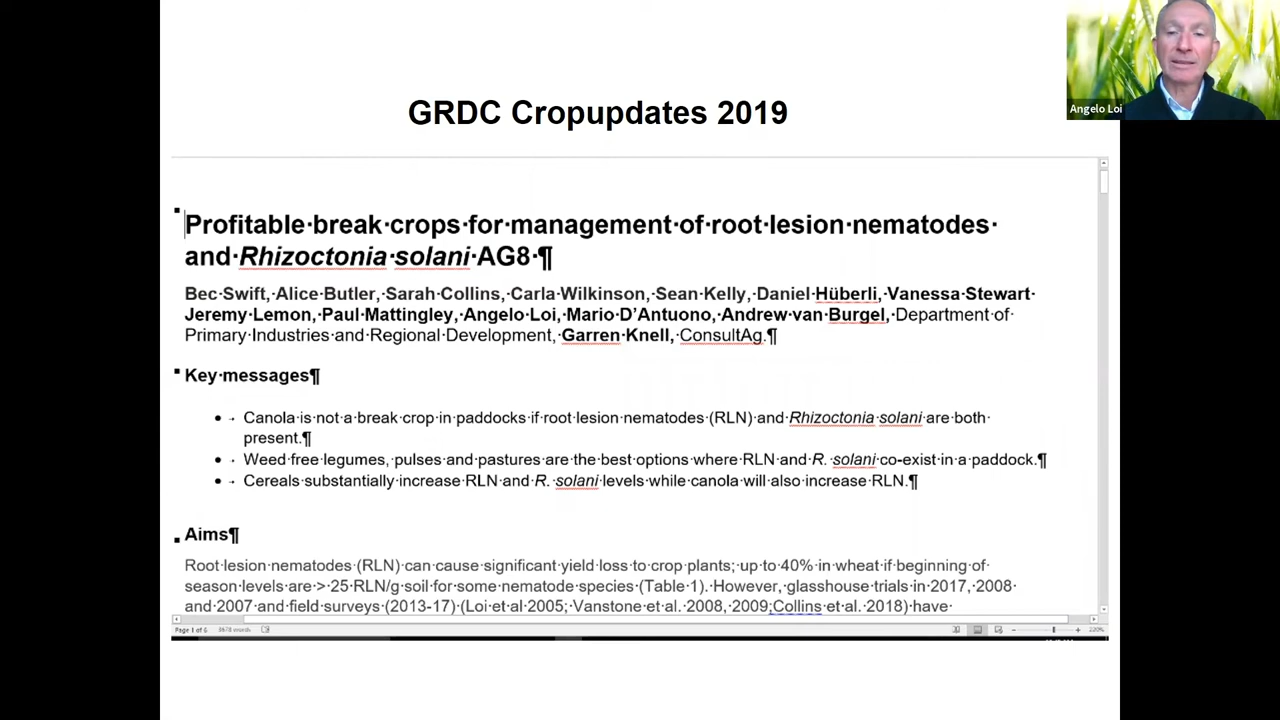 GRDC Cropupdates 2019
Angelo Loi
Profitable·break·crops·for·management·of·root·lesion·nematodes·
and·Rhizoctonia·solani·AG8·¶
Bec·Swift,·Alice·Butler,·Sarah·Collins,·Carla·Wilkinson,·Sean·Kelly,·Daniel·Hüberli,·Vanessa·Stewart·
Jeremy·Lemon,·Paul·Mattingley,·Angelo·Loi,·Mario·D’Antuono,·Andrew·van·Burgel,·Department·of·
Primary·Industries·and·Regional·Development,·Garren·Knell,·ConsultAg.¶
Key·messages¶
•→Canola·is·not·a·break·crop·in·paddocks·if·root·lesion·nematodes·(RLN)·and·Rhizoctonia·solani·are·both·
present.¶
•→Weed·free·legumes,·pulses·and·pastures·are·the·best·options·where·RLN·and·R.·solani·co-exist·in·a·paddock.¶
•→Cereals·substantially·increase·RLN·and·R.·solani·levels·while·canola·will·also·increase·RLN.¶
Aims¶
Root·lesion·nematodes·(RLN)·can·cause·significant·yield·loss·to·crop·plants;·up·to·40%·in·wheat·if·beginning·of·
season·levels·are·>·25·RLN/g·soil·for·some·nematode·species·(Table·1).·However,·glasshouse·trials·in·2017,·2008·
and·2007·and·field·surveys·(2013-17)·(Loi·et·al·2005;·Vanstone·et·al.·2008,·2009;Collins·et·al.·2018)·have·
Page 1 of 6 3678 words 220%